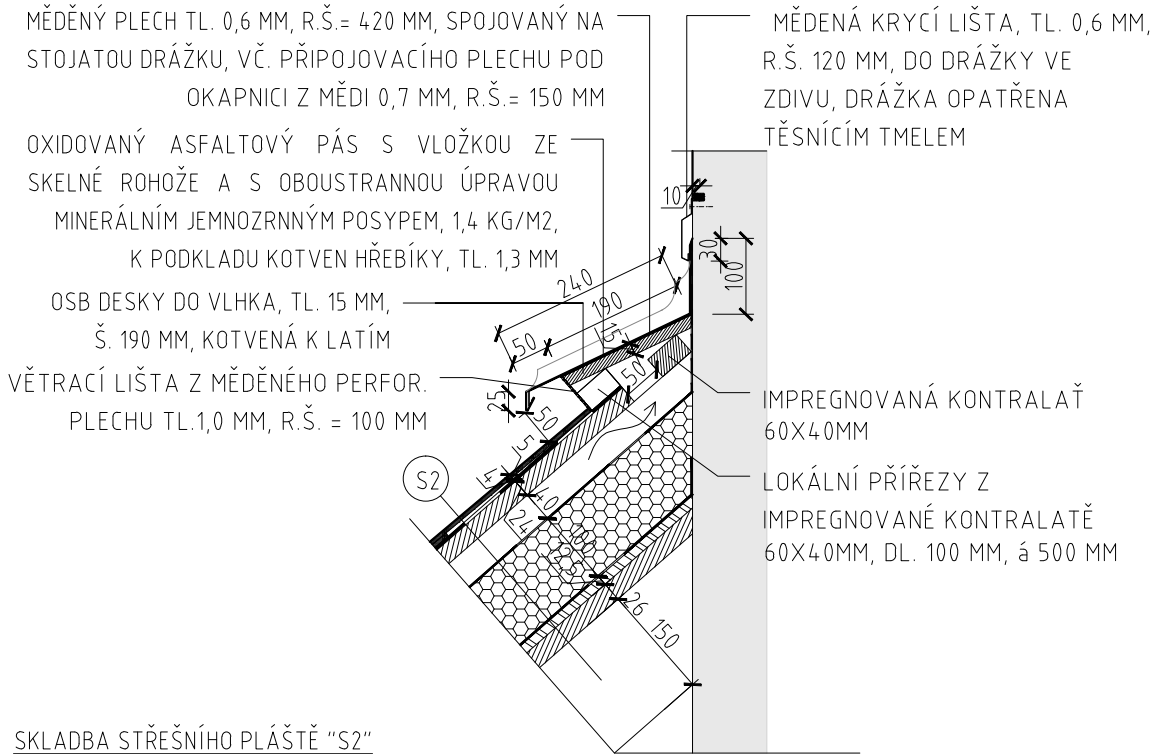 MĚDĚNÝ PLECH TL. 0,6 MM, R.Š.= 420 MM, SPOJOVANÝ NA
STOJATOU DRÁŽKU, VČ. PŘIPOJOVACÍHO PLECHU POD
OKAPNICI Z MĚDI 0,7 MM, R.Š.= 150 MM
MĚDENÁ KRYCÍ LIŠTA, TL. 0,6 MM,
R.Š. 120 MM, DO DRÁŽKY VE
ZDIVU, DRÁŽKA OPATŘENA
TĚSNÍCÍM TMELEM
OXIDOVANÝ ASFALTOVÝ PÁS S VLOŽKOU ZE
SKELNÉ ROHOŽE A S OBOUSTRANNOU ÚPRAVOU
MINERÁLNÍM JEMNOZRNNÝM POSYPEM, 1,4 KG/M2,
K PODKLADU KOTVEN HŘEBÍKY, TL. 1,3 MM
OSB DESKY DO VLHKA, TL. 15 MM,
Š. 190 MM, KOTVENÁ K LATÍM
VĚTRACÍ LIŠTA Z MĚDĚNÉHO PERFOR.
PLECHU TL.1,0 MM, R.Š. = 100 MM
10
30
100
240
190
50
15
50
25
50
5
4
40
24
100
26
150
S2
IMPREGNOVANÁ KONTRALAŤ
60X40MM
LOKÁLNÍ PŘÍŘEZY Z
IMPREGNOVANÉ KONTRALATĚ
60X40MM, DL. 100 MM, á 500 MM
SKLADBA STŘEŠNÍHO PLÁŠTĚ "S2"